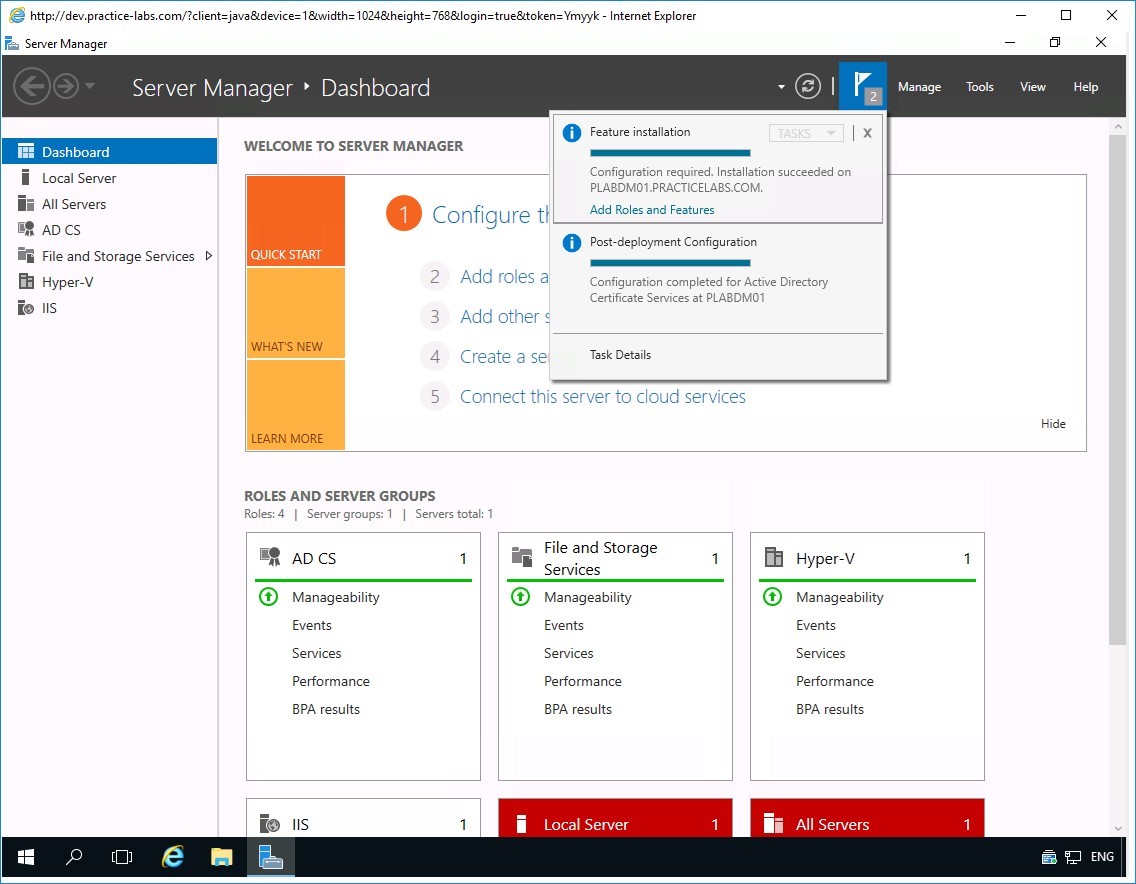 http://dev.practice-labs.com/?client=java&device=1&width=1024&height=768&login=true&token=Ymyyk - Internet Explorer
Server Manager
Server Manager
Dashboard
2
Manage
Tools
View
Help
Dashboard
Local Server
All Servers
AD CS
File and Storage Services
Hyper-V
IIS
WELCOME TO SERVER MANAGER
QUICK START
WHAT'S NEW
LEARN MORE
1 Configure th
2 Add roles a
3 Add other s
4 Create a se
5 Connect this server to cloud services
Hide
Feature installation
TASKS
X
Configuration required. Installation succeeded on
PLABDM01.PRACTICELABS.COM.
Add Roles and Features
Post-deployment Configuration
Configuration completed for Active Directory
Certificate Services at PLABDM01
Task Details
ROLES AND SERVER GROUPS
Roles: 4 | Server groups: 1 | Servers total: 1
AD CS 1
Manageability
Events
Services
Performance
BPA results
File and Storage
Services 1
Manageability
Events
Services
Performance
BPA results
Hyper-V 1
Manageability
Events
Services
Performance
BPA results
IIS 1
Local Server 1
All Servers 1
ENG